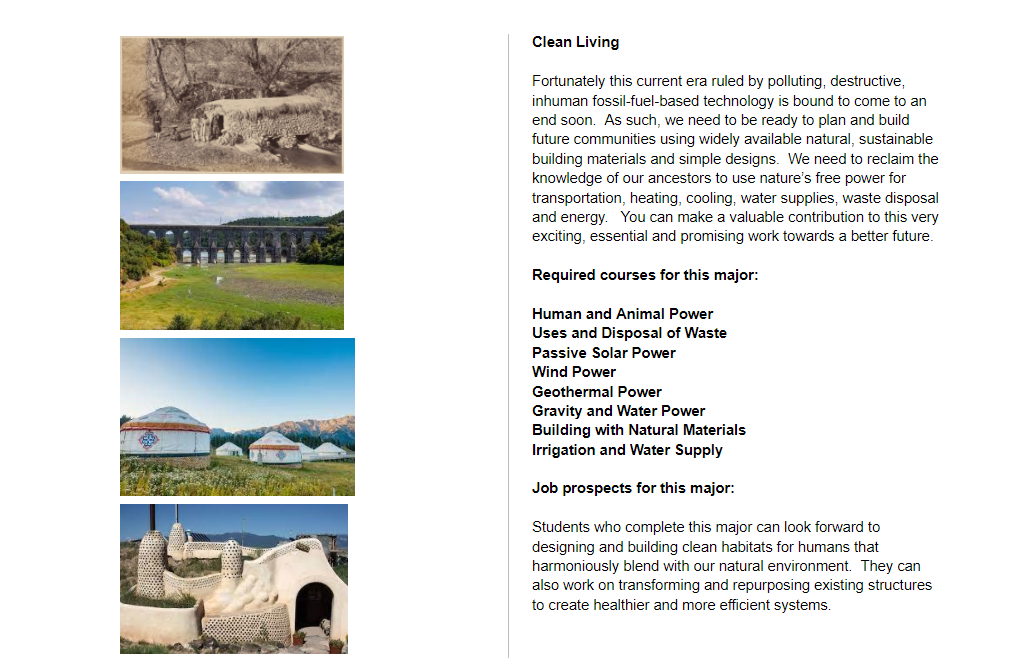 Clean Living
Fortunately this current era ruled by polluting, destructive,
inhuman fossil-fuel-based technology is bound to come to an
end soon.  As such, we need to be ready to plan and build
future communities using widely available natural, sustainable
building materials and simple designs.  We need to reclaim the
knowledge of our ancestors to use nature’s free power for
transportation, heating, cooling, water supplies, waste disposal
and energy.   You can make a valuable contribution to this very
exciting, essential and promising work towards a better future.
Required courses for this major:
Human and Animal Power
Uses and Disposal of Waste
Passive Solar Power
Wind Power
Geothermal Power
Gravity and Water Power
Building with Natural Materials
Irrigation and Water Supply
Job prospects for this major:
Students who complete this major can look forward to
designing and building clean habitats for humans that
harmoniously blend with our natural environment.  They can
also work on transforming and repurposing existing structures
to create healthier and more efficient systems.